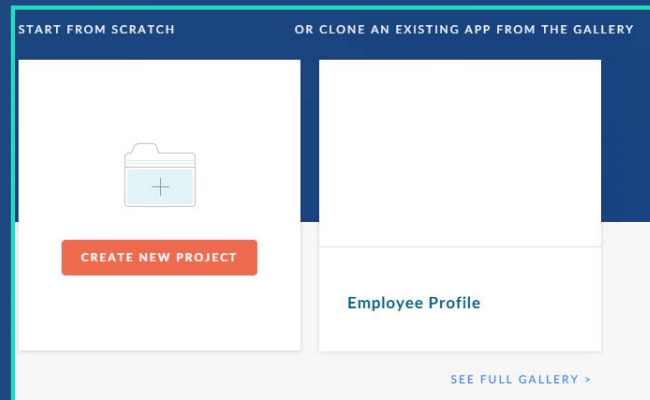 START FROM SCRATCH
OR CLONE AN EXISTING APP FROM THE GALLERY
CREATE NEW PROJECT
Employee Profile
SEE FULL GALLERY >